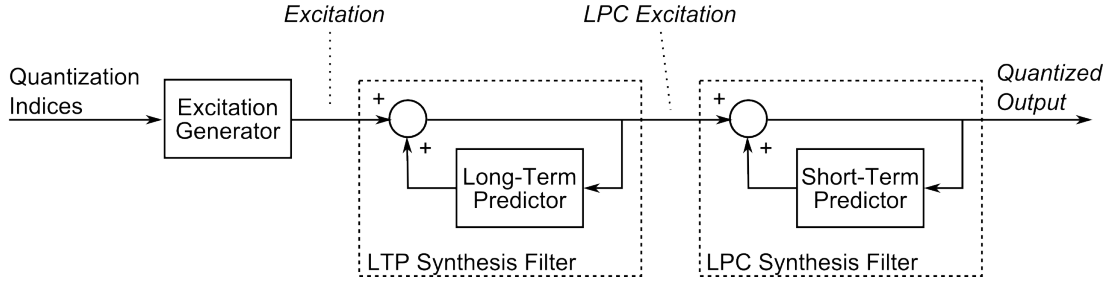 Excitation
LPC Excitation
Quantization
Indices
Excitation
Generator
+
+
Long-Term
Predictor
LTP Synthesis Filter
+
+
Short-Term
Predictor
LPC Synthesis Filter
Quantized
Output